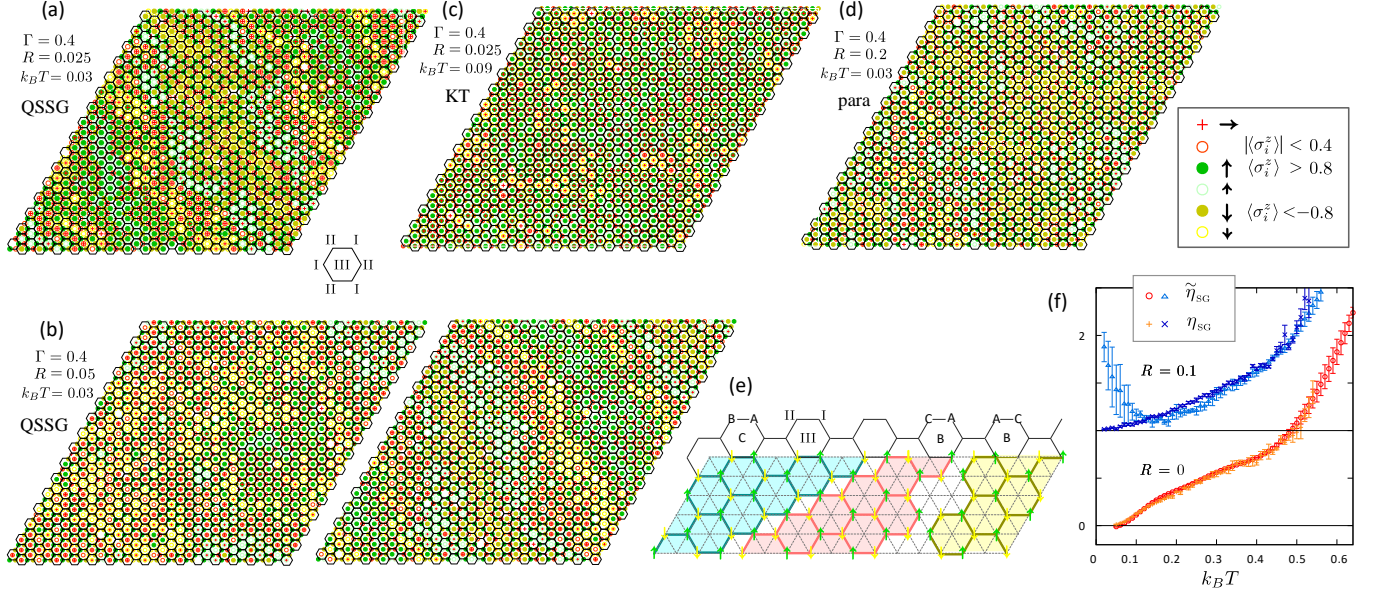 (a)
Γ = 0.4
R = 0.025
k_BT = 0.03
QSSG
(c)
Γ = 0.4
R = 0.025
k_BT = 0.09
KT
(d)
Γ = 0.4
R = 0.2
k_BT = 0.03
para
+ →
|⟨σ_i^z⟩| < 0.4
↑ ⟨σ_i^z⟩ > 0.8
↑
↓ ⟨σ_i^z⟩ <−0.8
↓
II I
I III II
II I
(b)
Γ = 0.4
R = 0.05
k_BT = 0.03
QSSG
(e)
B A II I C A A C
C III B B
(f)
η̃_SG
η_SG
2
R = 0.1
R = 0
0
0 0.1 0.2 0.3 0.4 0.5 0.6
k_BT